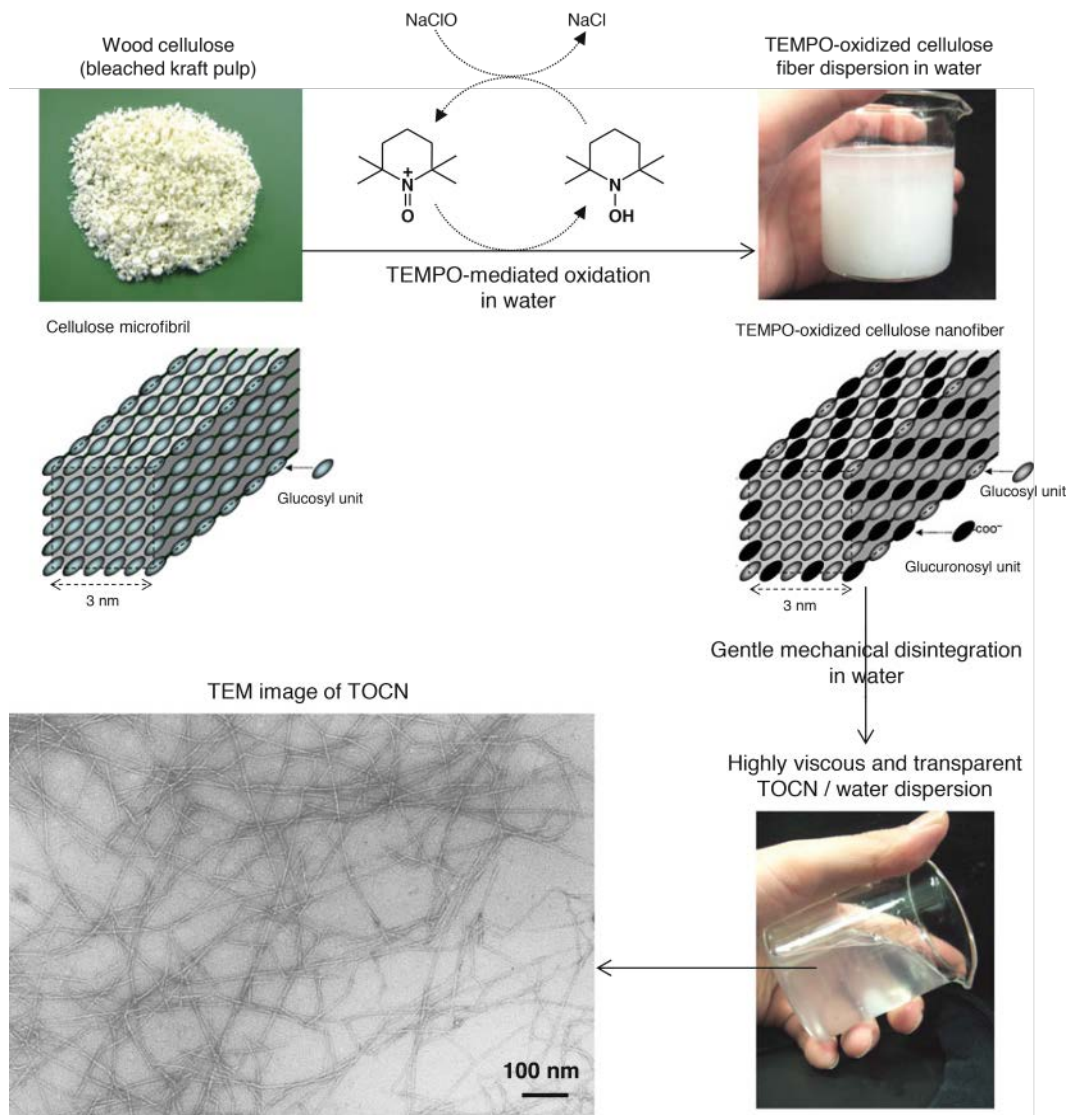 NaClO
NaCl
Wood cellulose
(bleached kraft pulp)
TEMPO-oxidized cellulose
fiber dispersion in water
+
N
O
N
OH
TEMPO-mediated oxidation
in water
Cellulose microfibril
TEMPO-oxidized cellulose nanofiber
Glucosyl unit
3 nm
Glucosyl unit
COO⁻
Glucuronosyl unit
3 nm
Gentle mechanical disintegration
in water
TEM image of TOCN
Highly viscous and transparent
TOCN / water dispersion
100 nm